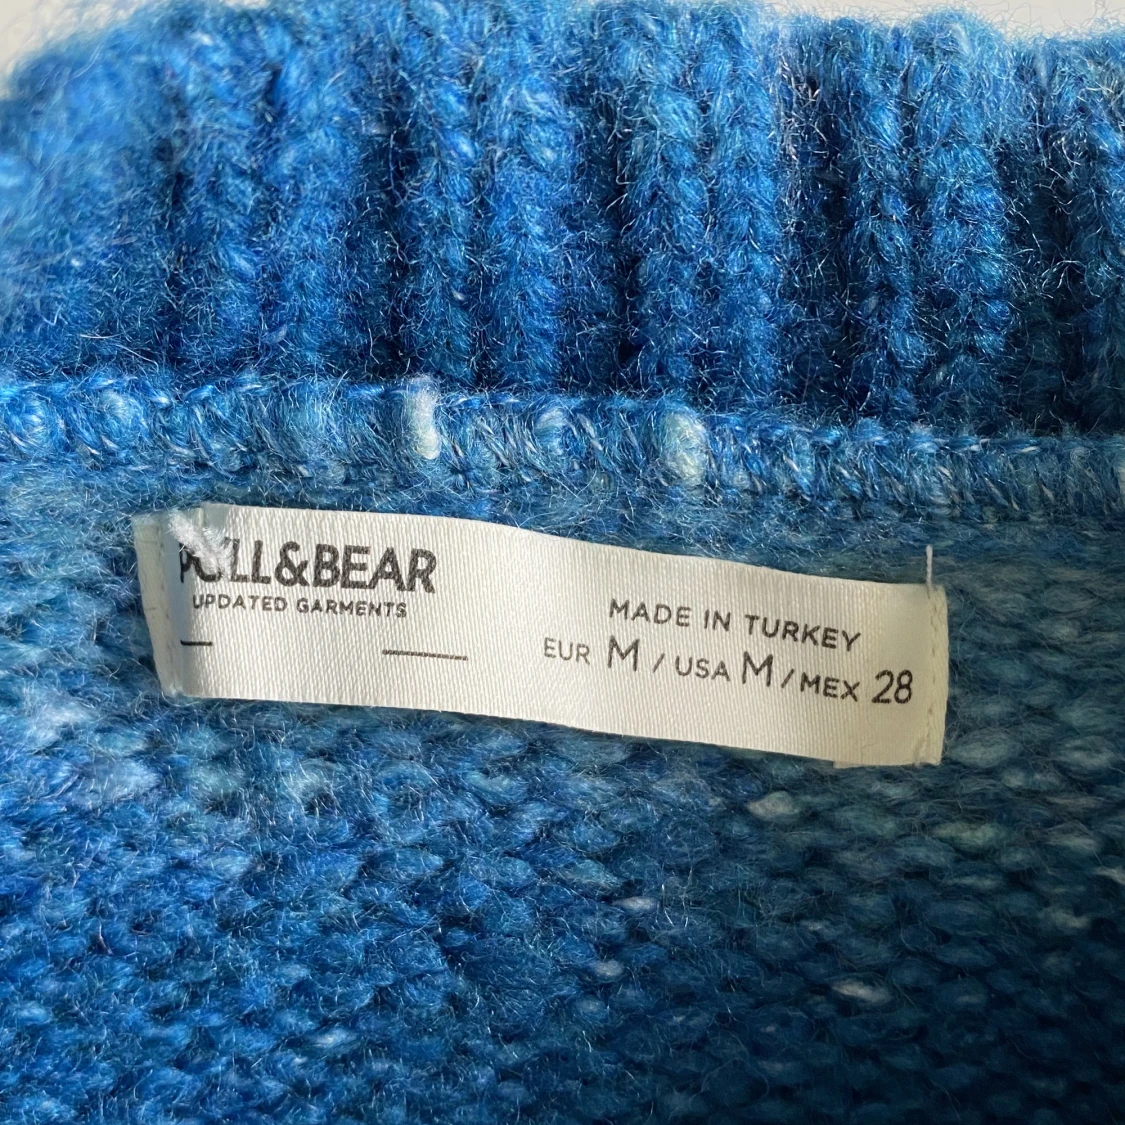 PULL&BEAR
UPDATED GARMENTS
MADE IN TURKEY
EUR M / USA M / MEX 28